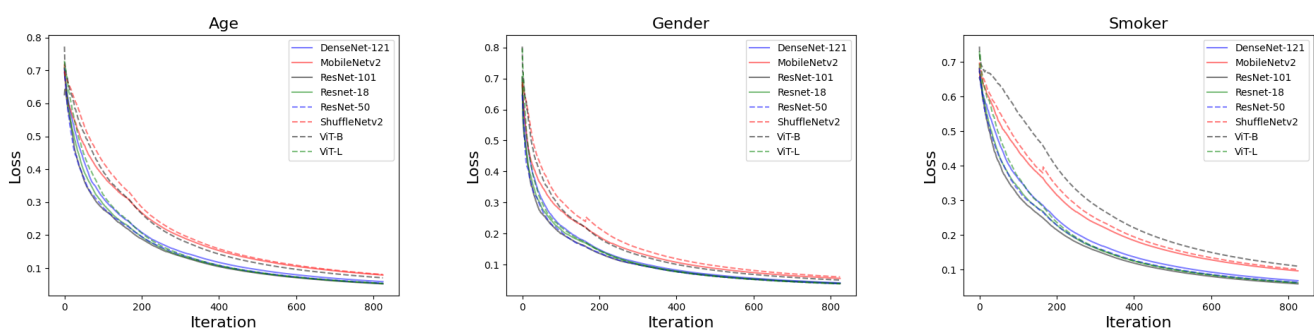 Age
Loss
0.8
0.7
0.6
0.5
0.4
0.3
0.2
0.1
DenseNet-121
MobileNetv2
ResNet-101
Resnet-18
ResNet-50
ShuffleNetv2
ViT-B
ViT-L
0 200 400 600 800
Iteration
Gender
Loss
0.8
0.7
0.6
0.5
0.4
0.3
0.2
0.1
DenseNet-121
MobileNetv2
ResNet-101
Resnet-18
ResNet-50
ShuffleNetv2
ViT-B
ViT-L
0 200 400 600 800
Iteration
Smoker
Loss
0.7
0.6
0.5
0.4
0.3
0.2
0.1
DenseNet-121
MobileNetv2
ResNet-101
Resnet-18
ResNet-50
ShuffleNetv2
ViT-B
ViT-L
0 200 400 600 800
Iteration